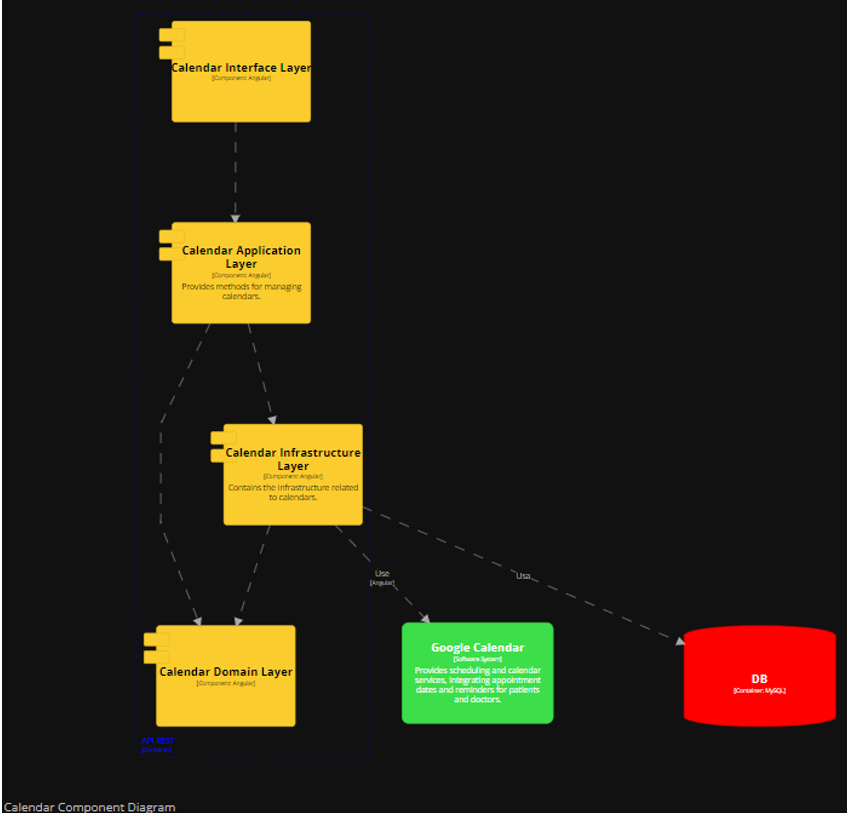 Calendar Interface Layer
[Component: Angular]
Calendar Application
Layer
[Component: Angular]
Provides methods for managing
calendars.
Calendar Infrastructure
Layer
[Component: Angular]
Contains the infrastructure related
to calendars.
Use
[Angular]
Usa
Calendar Domain Layer
[Component: Angular]
Google Calendar
[Software System]
Provides scheduling and calendar
services, integrating appointment
dates and reminders for patients
and doctors.
DB
[Container: MySQL]
API REST
[Container]
Calendar Component Diagram